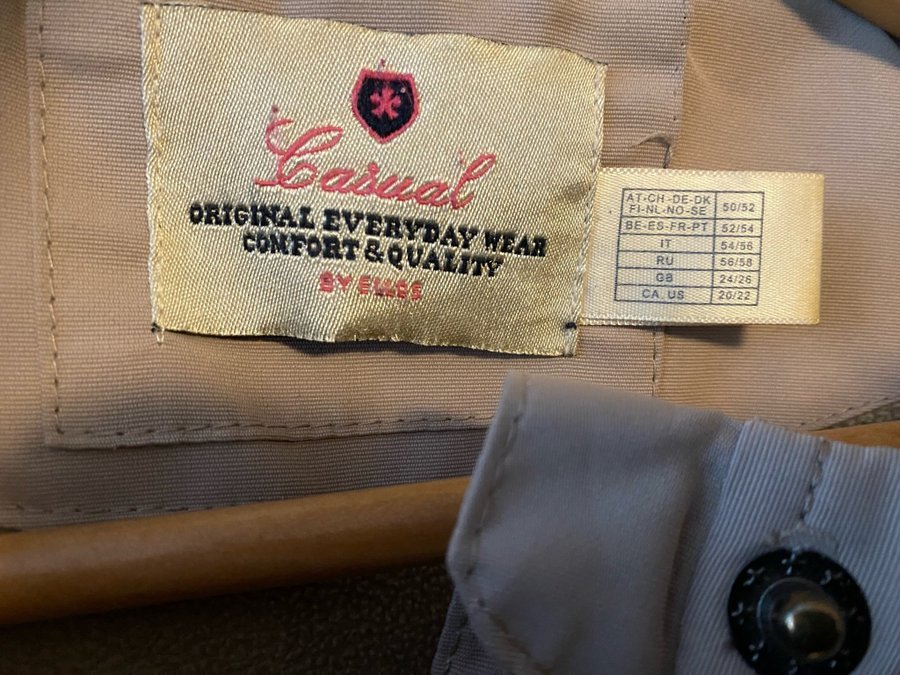 Casual
ORIGINAL EVERYDAY WEAR
COMFORT & QUALITY
BY
AT-CH-DE-DK
FI-NL-NO-SE 50/52
BE-ES-FR-PT 52/54
IT 54/56
RU 56/58
GB 24/26
CA US 20/22